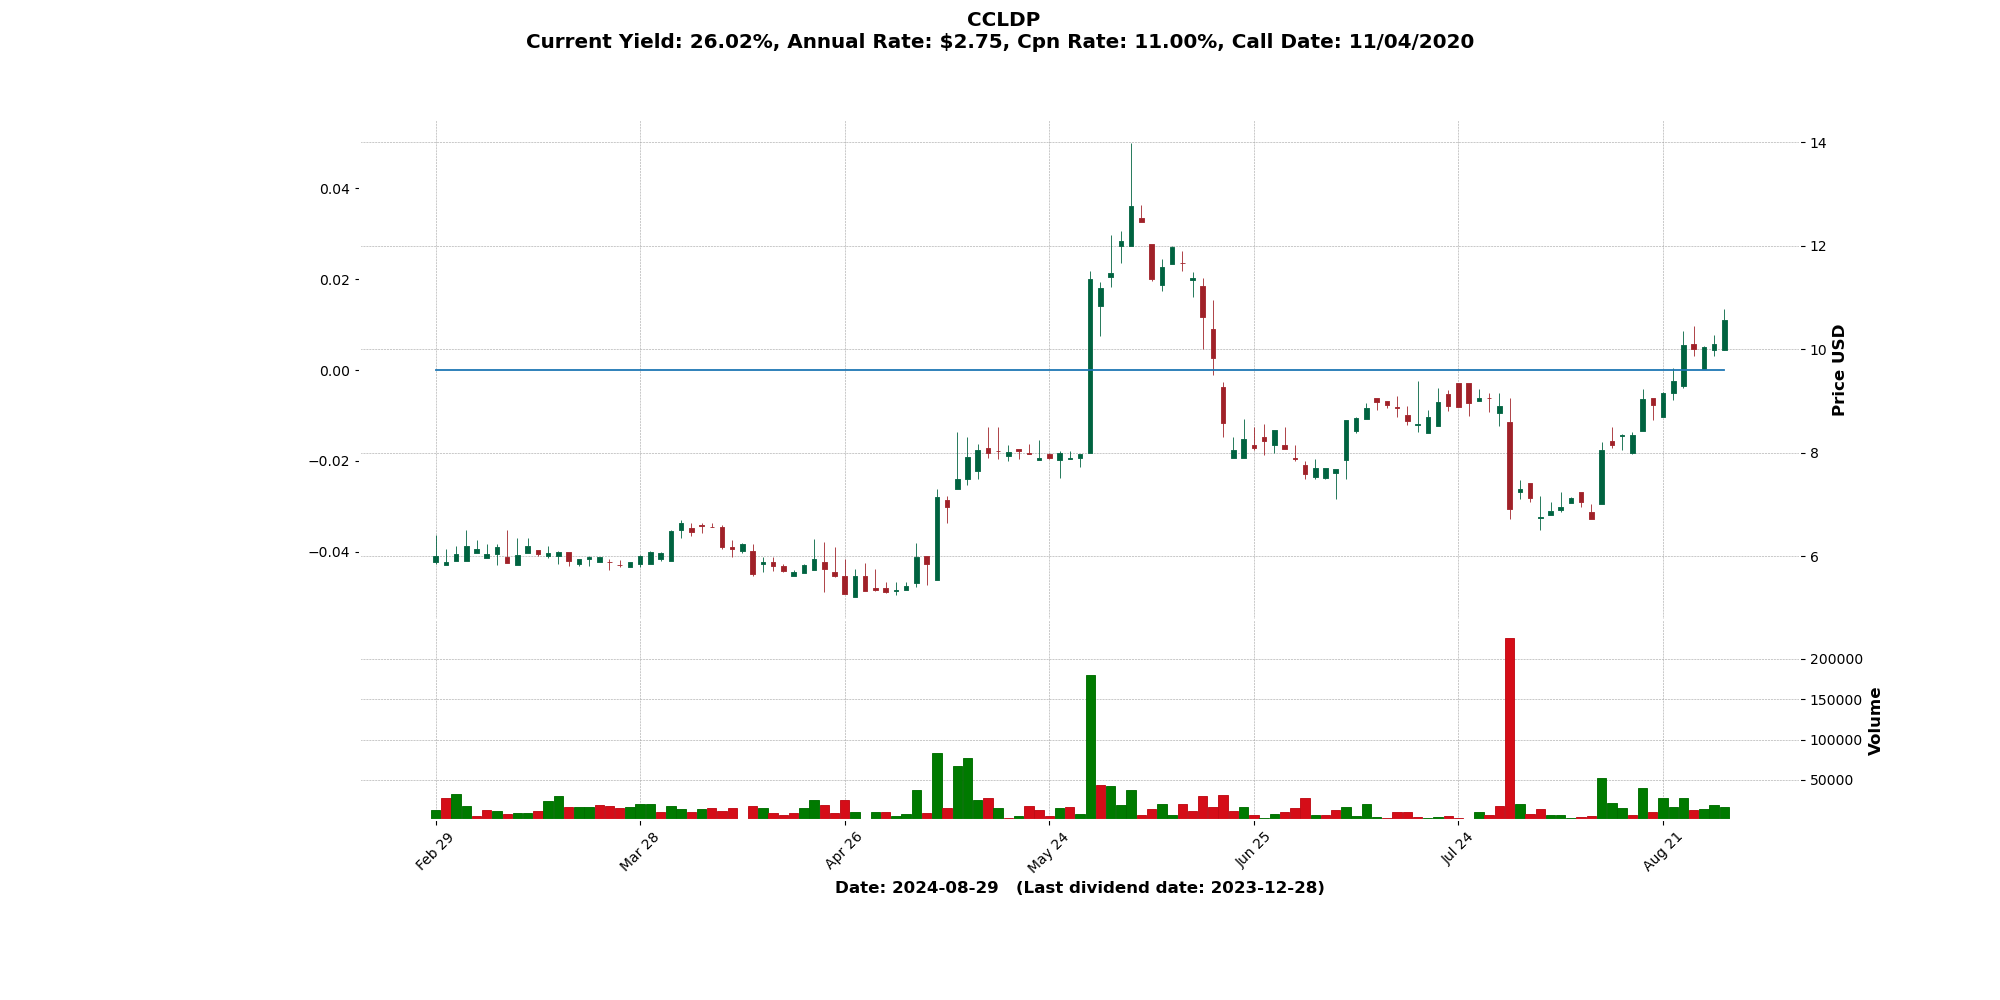 CCLDP
Current Yield: 26.02%, Annual Rate: $2.75, Cpn Rate: 11.00%, Call Date: 11/04/2020
0.04
0.02
0.00
−0.02
−0.04
14
12
10
8
6
Price USD
200000
150000
100000
50000
Volume
Feb 29
Mar 28
Apr 26
May 24
Jun 25
Jul 24
Aug 21
Date: 2024-08-29   (Last dividend date: 2023-12-28)